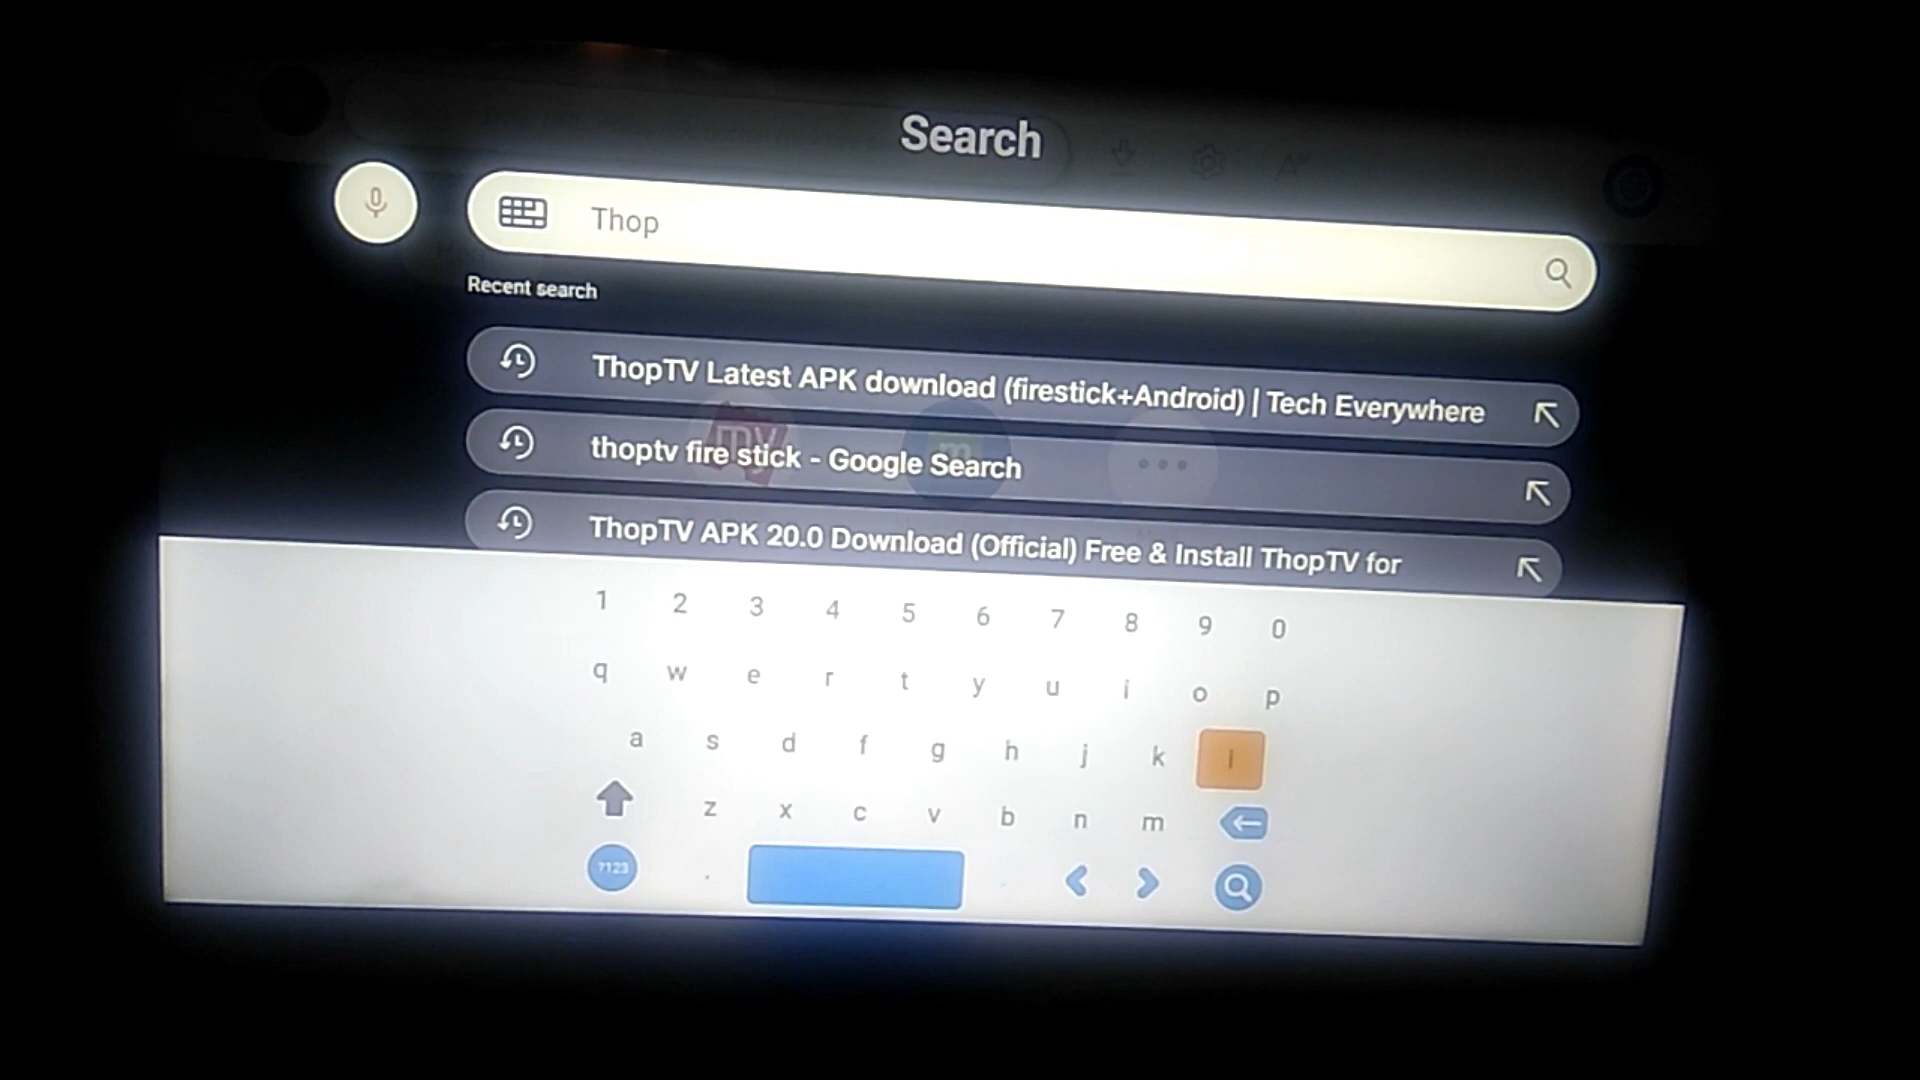 Search
Thop
Recent search
ThopTV Latest APK download (firestick+Android) | Tech Everywhere
my
thoptv fire stick - Google Search
ThopTV APK 20.0 Download (Official) Free & Install ThopTV for
1 2 3 4 5 6 7 8 9 0
q w e r t y u i o p
a s d f g h j k l
z x c v b n m
?123 .